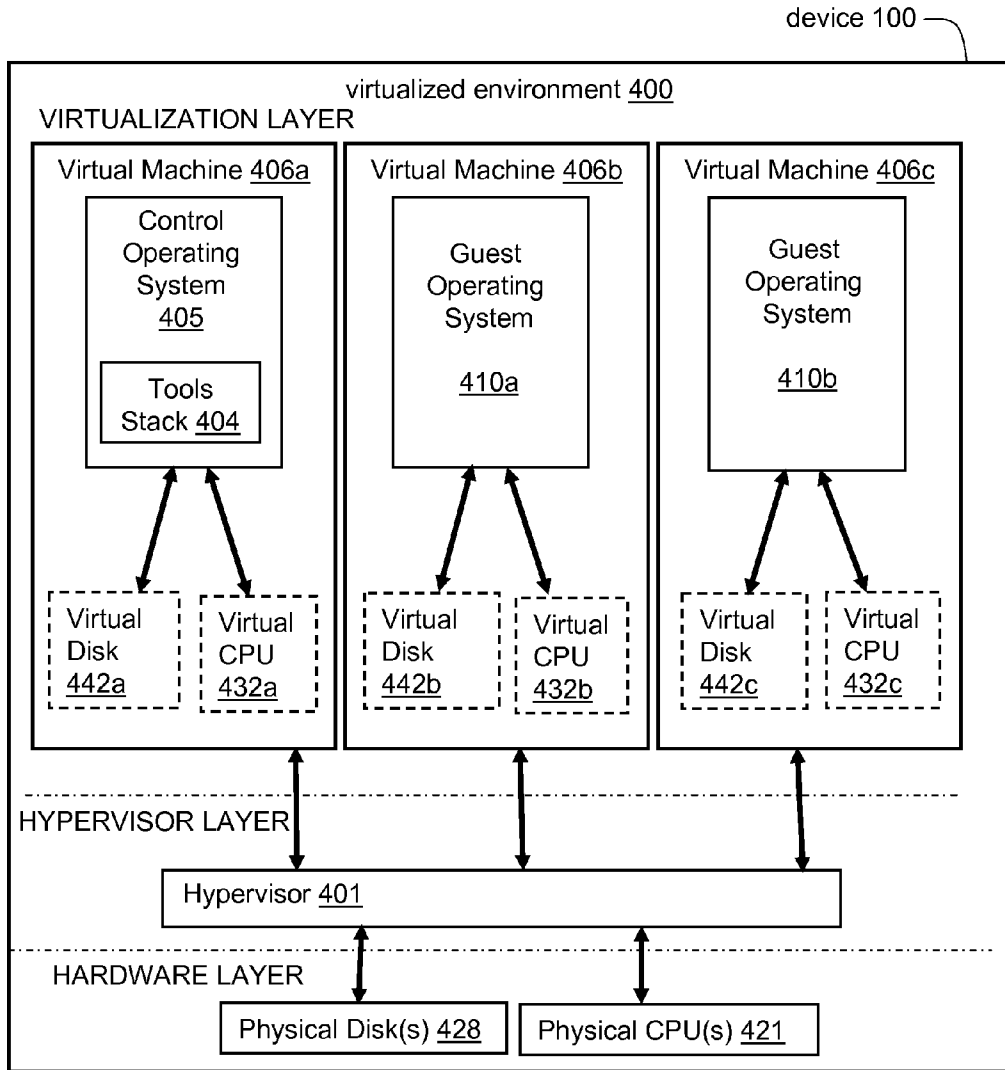 device 100
virtualized environment 400
VIRTUALIZATION LAYER
Virtual Machine 406a
Control
Operating
System
405
Tools
Stack 404
Virtual
Disk
442a
Virtual
CPU
432a
Virtual Machine 406b
Guest
Operating
System
410a
Virtual
Disk
442b
Virtual
CPU
432b
Virtual Machine 406c
Guest
Operating
System
410b
Virtual
Disk
442c
Virtual
CPU
432c
HYPERVISOR LAYER
Hypervisor 401
HARDWARE LAYER
Physical Disk(s) 428
Physical CPU(s) 421